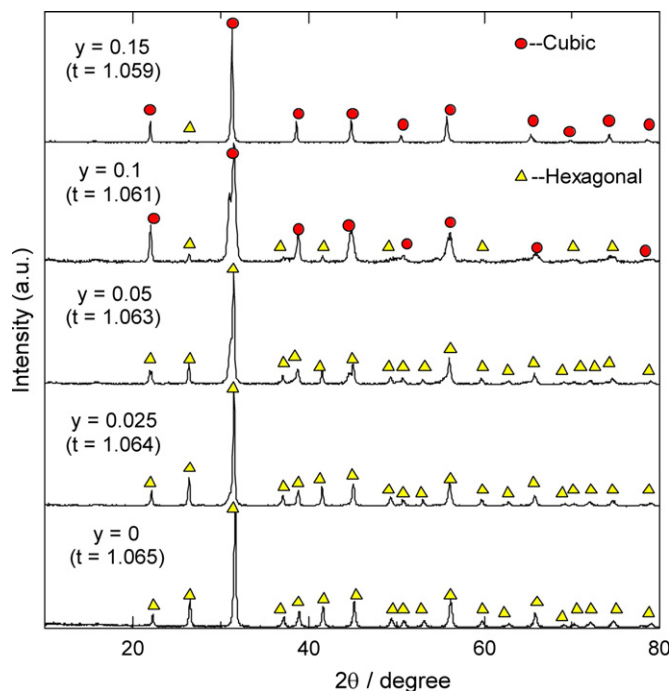 y = 0.15
(t = 1.059)
--Cubic
y = 0.1
(t = 1.061)
--Hexagonal
y = 0.05
(t = 1.063)
y = 0.025
(t = 1.064)
y = 0
(t = 1.065)
Intensity (a.u.)
20
40
60
80
2θ / degree